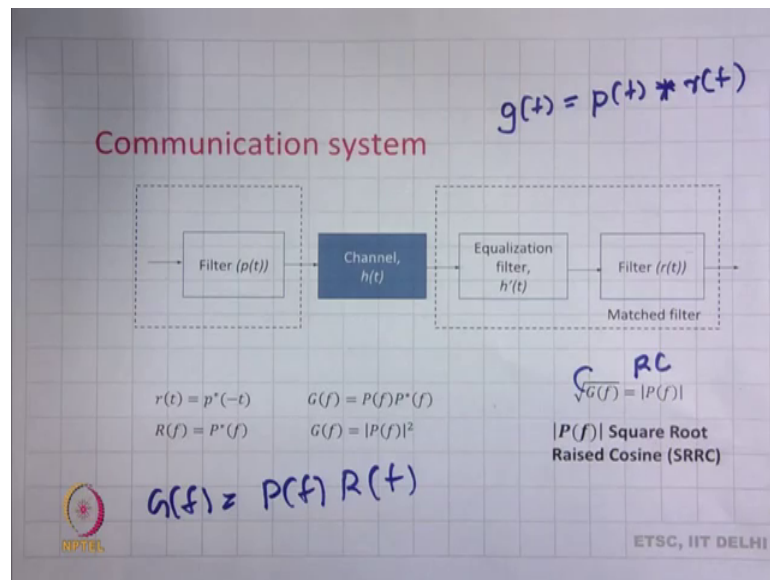 g(t) = p(t) * r(t)
Communication system
Filter (p(t))
Channel,
h(t)
Equalization
filter,
h'(t)
Filter (r(t))
Matched filter
RC
r(t) = p*(-t)
G(f) = P(f)P*(f)
√G(f) = |P(f)|
R(f) = P*(f)
G(f) = |P(f)|²
|P(f)| Square Root
Raised Cosine (SRRC)
G(f) = P(f) R(f)
NPTEL
ETSC, IIT DELHI